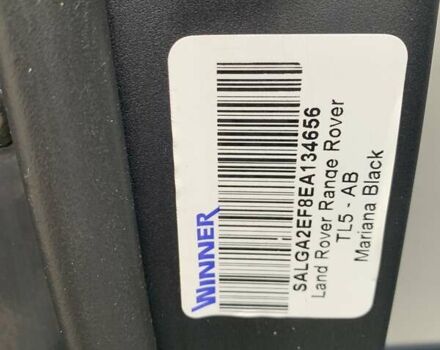 WINNER
SALGA2EF8EA134656
Land Rover Range Rover
TL5 - AB
Mariana Black